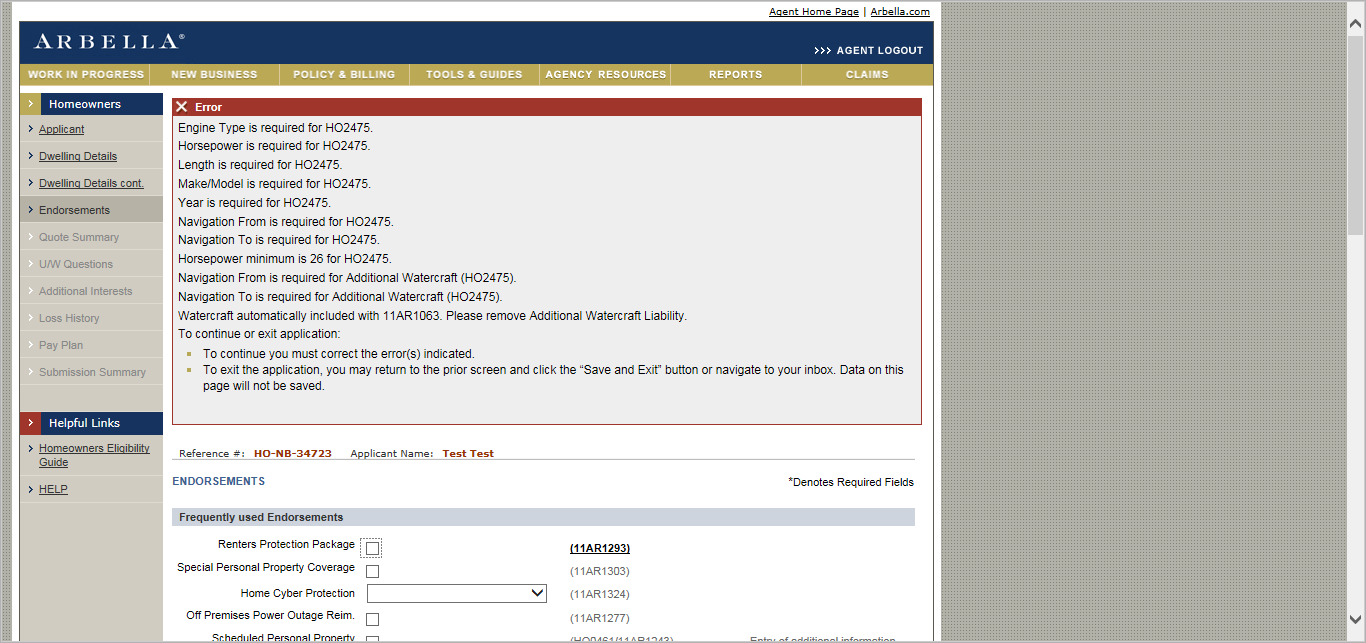 Agent Home Page | Arbella.com
ARBELLA®
>>> AGENT LOGOUT
WORK IN PROGRESS NEW BUSINESS POLICY & BILLING TOOLS & GUIDES AGENCY RESOURCES REPORTS CLAIMS
Homeowners
Applicant
Dwelling Details
Dwelling Details cont.
Endorsements
Quote Summary
U/W Questions
Additional Interests
Loss History
Pay Plan
Submission Summary
Helpful Links
Homeowners Eligibility
Guide
HELP
Error
Engine Type is required for HO2475.
Horsepower is required for HO2475.
Length is required for HO2475.
Make/Model is required for HO2475.
Year is required for HO2475.
Navigation From is required for HO2475.
Navigation To is required for HO2475.
Horsepower minimum is 26 for HO2475.
Navigation From is required for Additional Watercraft (HO2475).
Navigation To is required for Additional Watercraft (HO2475).
Watercraft automatically included with 11AR1063. Please remove Additional Watercraft Liability.
To continue or exit application:
To continue you must correct the error(s) indicated.
To exit the application, you may return to the prior screen and click the “Save and Exit” button or navigate to your inbox. Data on this
page will not be saved.
Reference #: HO-NB-34723 Applicant Name: Test Test
ENDORSEMENTS *Denotes Required Fields
Frequently used Endorsements
Renters Protection Package (11AR1293)
Special Personal Property Coverage (11AR1303)
Home Cyber Protection (11AR1324)
Off Premises Power Outage Reim. (11AR1277)
Scheduled Personal Property (HO0461/11AR1243) Entry of additional information